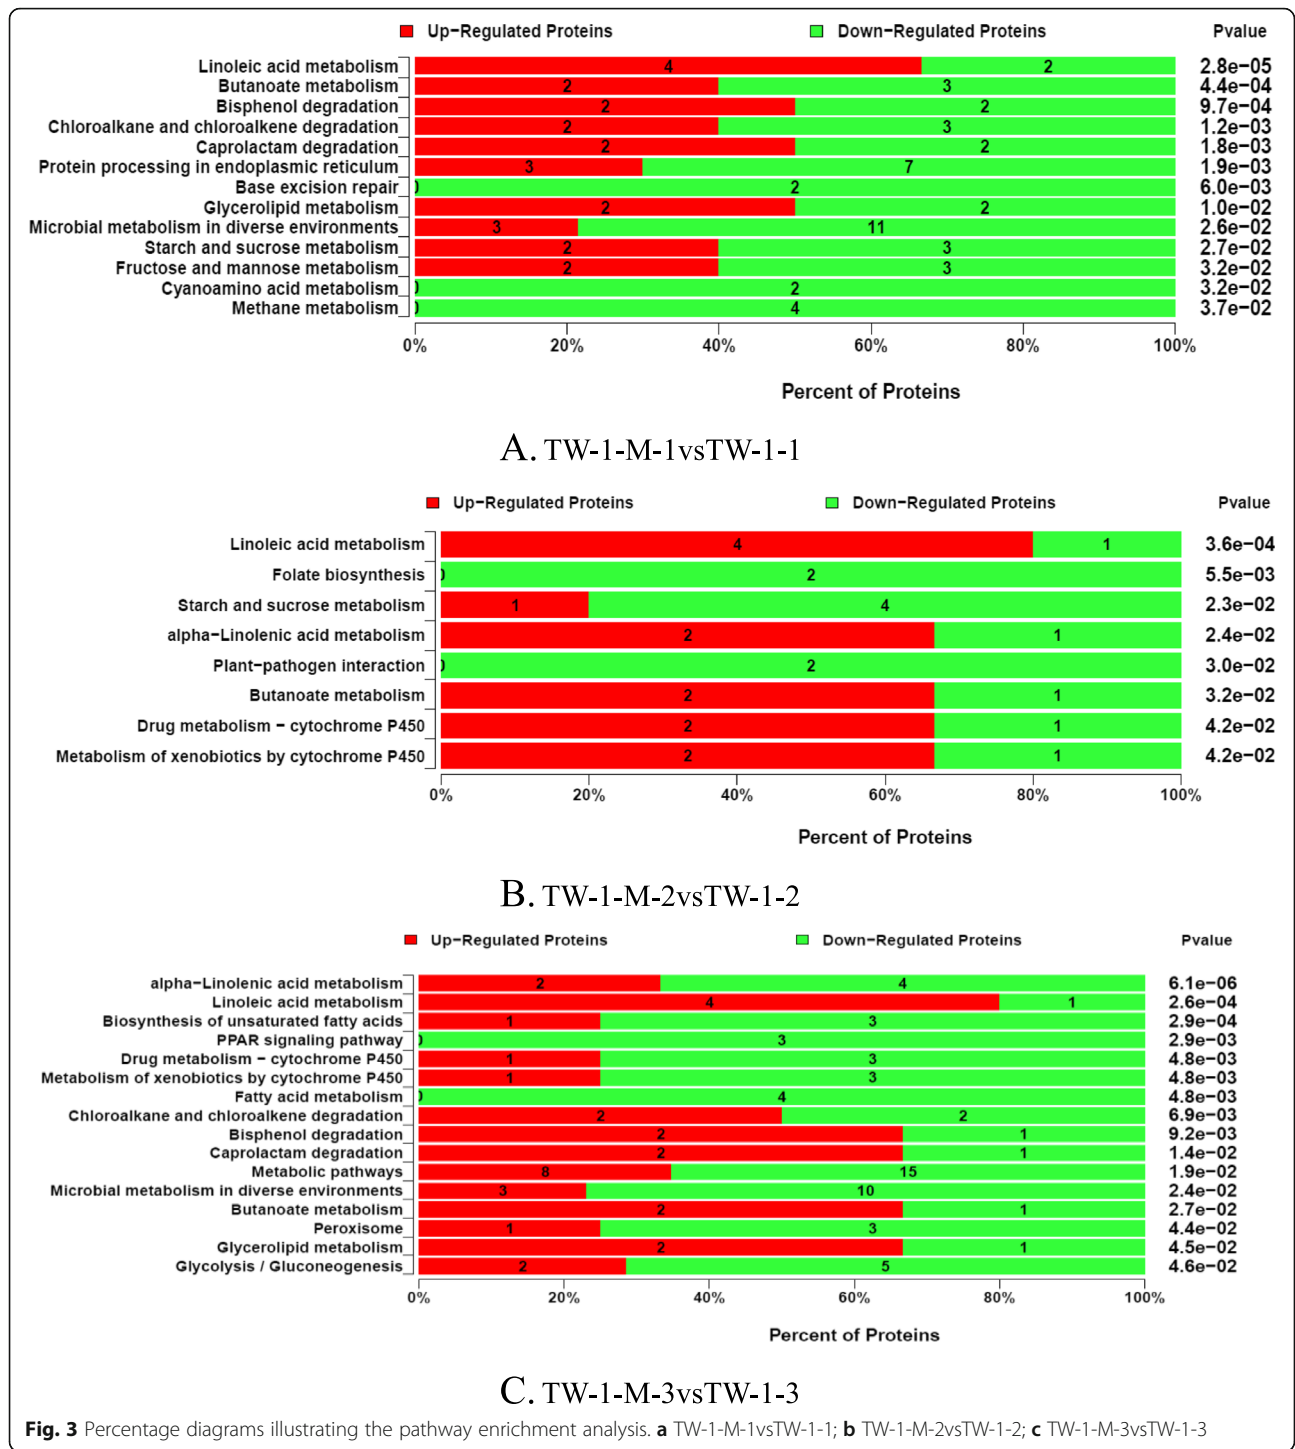 Up−Regulated Proteins Down−Regulated Proteins Pvalue
Linoleic acid metabolism 4 2 2.8e−05
Butanoate metabolism 2 3 4.4e−04
Bisphenol degradation 2 2 9.7e−04
Chloroalkane and chloroalkene degradation 2 3 1.2e−03
Caprolactam degradation 2 2 1.8e−03
Protein processing in endoplasmic reticulum 3 7 1.9e−03
Base excision repair 0 2 6.0e−03
Glycerolipid metabolism 2 2 1.0e−02
Microbial metabolism in diverse environments 3 11 2.6e−02
Starch and sucrose metabolism 2 3 2.7e−02
Fructose and mannose metabolism 2 3 3.2e−02
Cyanoamino acid metabolism 0 2 3.2e−02
Methane metabolism 0 4 3.7e−02
0% 20% 40% 60% 80% 100%
Percent of Proteins
A. TW-1-M-1vsTW-1-1
Up−Regulated Proteins Down−Regulated Proteins Pvalue
Linoleic acid metabolism 4 1 3.6e−04
Folate biosynthesis 0 2 5.5e−03
Starch and sucrose metabolism 1 4 2.3e−02
alpha−Linolenic acid metabolism 2 1 2.4e−02
Plant−pathogen interaction 0 2 3.0e−02
Butanoate metabolism 2 1 3.2e−02
Drug metabolism − cytochrome P450 2 1 4.2e−02
Metabolism of xenobiotics by cytochrome P450 2 1 4.2e−02
0% 20% 40% 60% 80% 100%
Percent of Proteins
B. TW-1-M-2vsTW-1-2
Up−Regulated Proteins Down−Regulated Proteins Pvalue
alpha−Linolenic acid metabolism 2 4 6.1e−06
Linoleic acid metabolism 4 1 2.6e−04
Biosynthesis of unsaturated fatty acids 1 3 2.9e−04
PPAR signaling pathway 0 3 2.9e−03
Drug metabolism − cytochrome P450 1 3 4.8e−03
Metabolism of xenobiotics by cytochrome P450 1 3 4.8e−03
Fatty acid metabolism 0 4 4.8e−03
Chloroalkane and chloroalkene degradation 2 2 6.9e−03
Bisphenol degradation 2 1 9.2e−03
Caprolactam degradation 2 1 1.4e−02
Metabolic pathways 8 15 1.9e−02
Microbial metabolism in diverse environments 3 10 2.4e−02
Butanoate metabolism 2 1 2.7e−02
Peroxisome 1 3 4.4e−02
Glycerolipid metabolism 2 1 4.5e−02
Glycolysis / Gluconeogenesis 2 5 4.6e−02
0% 20% 40% 60% 80% 100%
Percent of Proteins
C. TW-1-M-3vsTW-1-3
Fig. 3 Percentage diagrams illustrating the pathway enrichment analysis. a TW-1-M-1vsTW-1-1; b TW-1-M-2vsTW-1-2; c TW-1-M-3vsTW-1-3